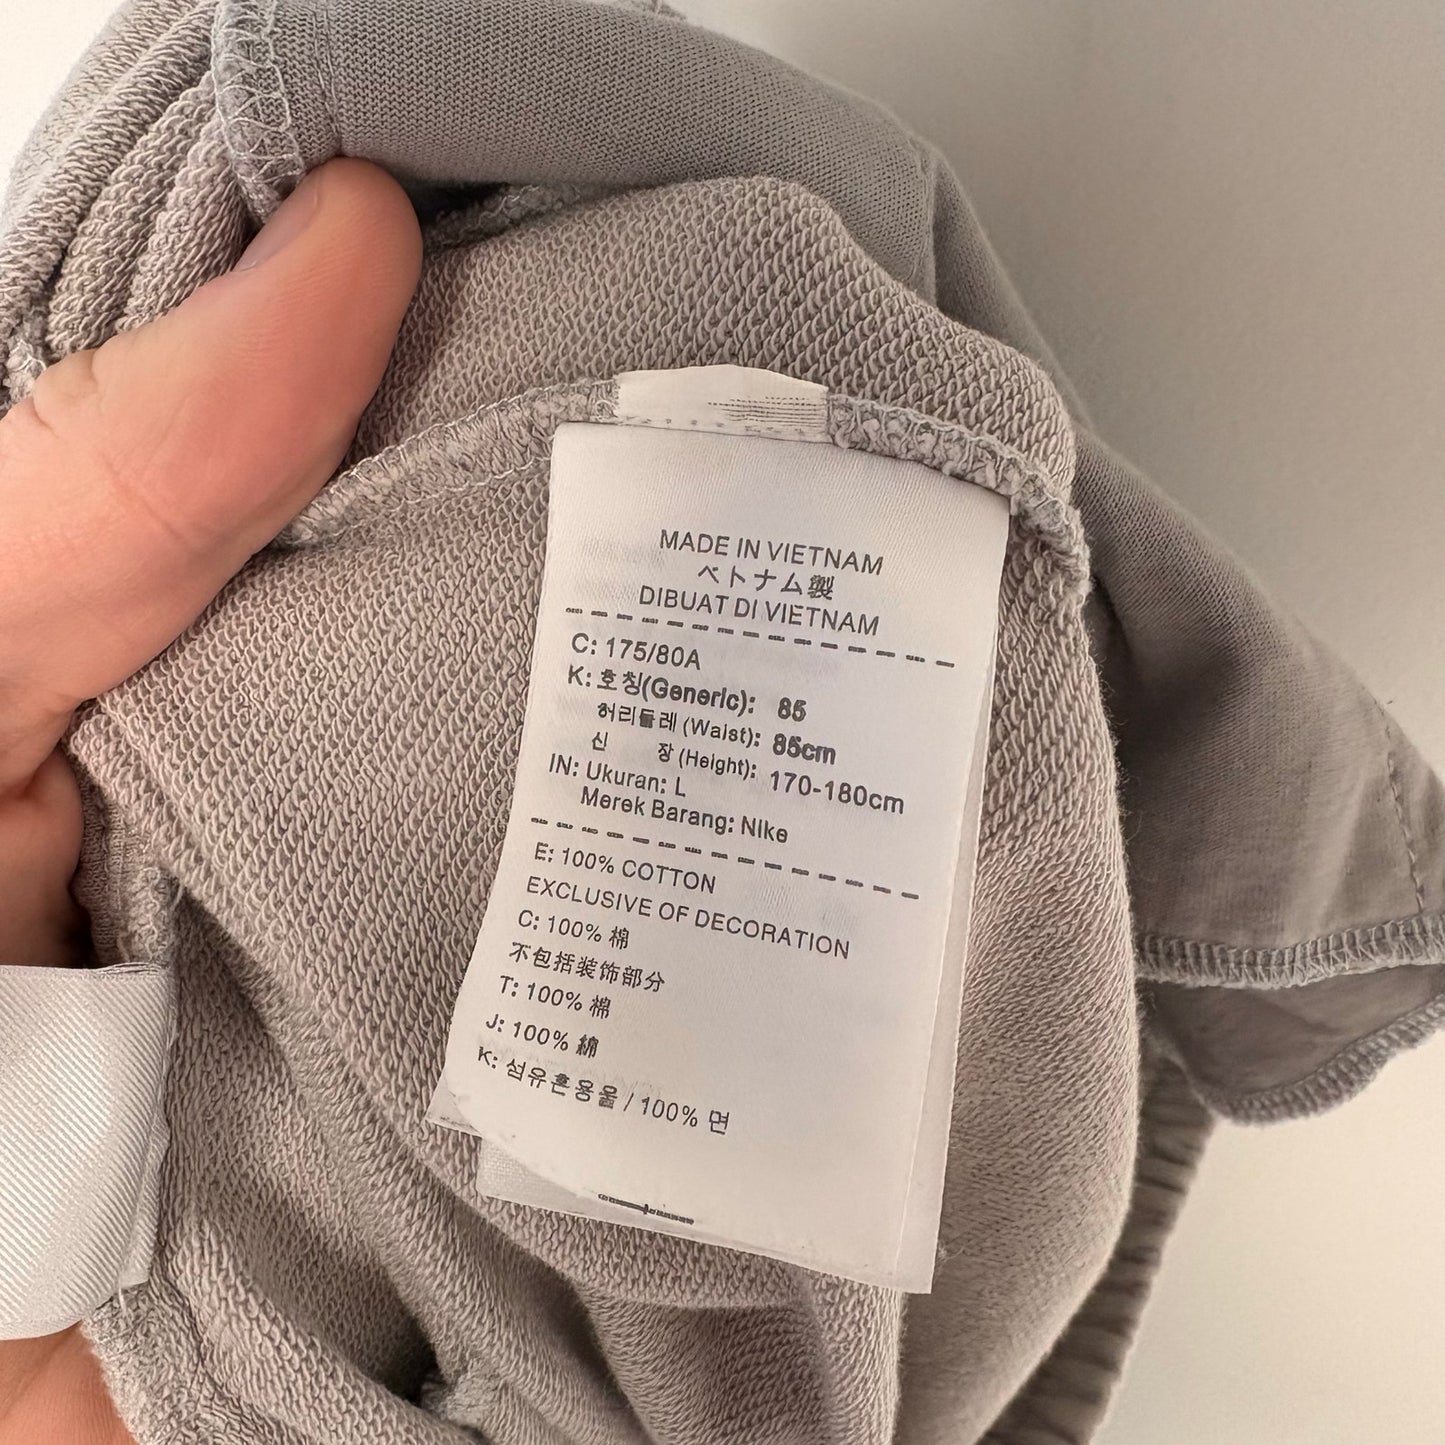 MADE IN VIETNAM
ベトナム製
DIBUAT DI VIETNAM
C: 175/80A
K: 호칭(Generic): 85
허리둘레 (Waist): 85cm
신 장 (Height): 170-180cm
IN: Ukuran: L
Merek Barang: Nike
E: 100% COTTON
EXCLUSIVE OF DECORATION
C: 100% 棉
不包括装饰部分
T: 100% 棉
J: 100% 綿
K: 섬유혼용율 / 100% 면